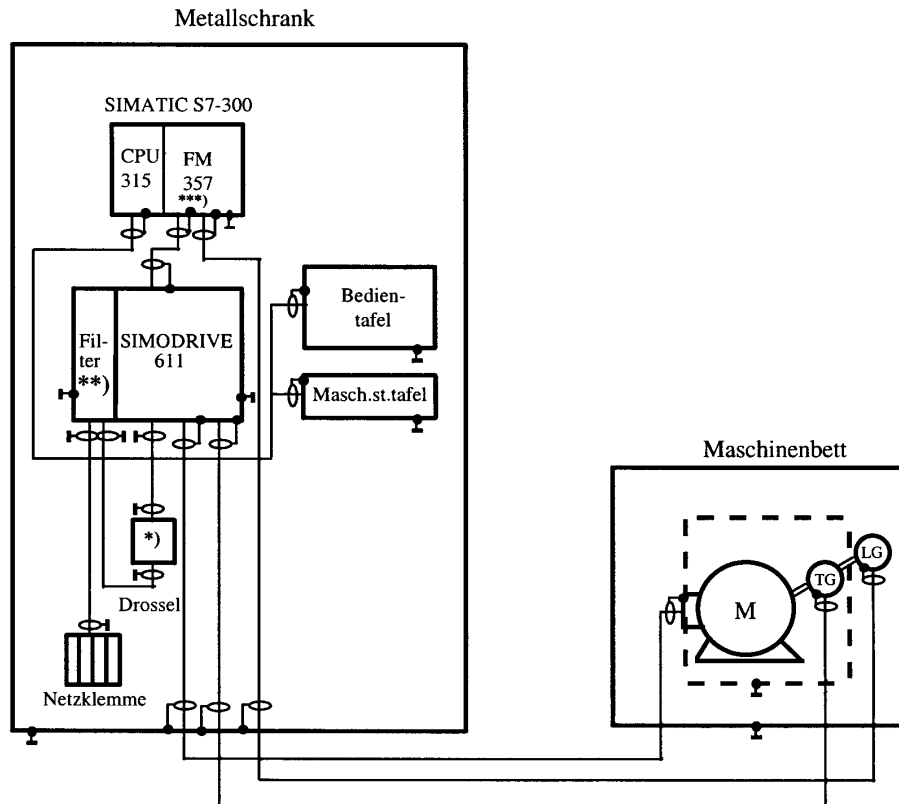 Metallschrank
SIMATIC S7-300
CPU
315
FM
357
***)
Fil-
ter
**)
SIMODRIVE
611
Bedien-
tafel
Masch.st.tafel
*)
Drossel
Netzklemme
Maschinenbett
M
TG
LG